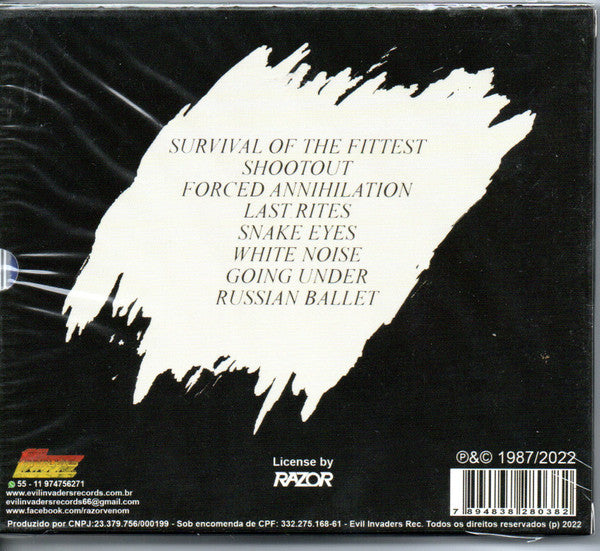 SURVIVAL OF THE FITTEST
SHOOTOUT
FORCED ANNIHILATION
LAST RITES
SNAKE EYES
WHITE NOISE
GOING UNDER
RUSSIAN BALLET
55 - 11 974756271
www.evilinvadersrecords.com.br
evilinvadersrecords66@gmail.com
www.facebook.com/razorvenom
License by
RAZOR
℗&© 1987/2022
7 894838 280382
Produzido por CNPJ:23.379.756/000199 - Sob encomenda de CPF: 332.275.168-61 - Evil Invaders Rec. Todos os direitos reservados (p) 2022